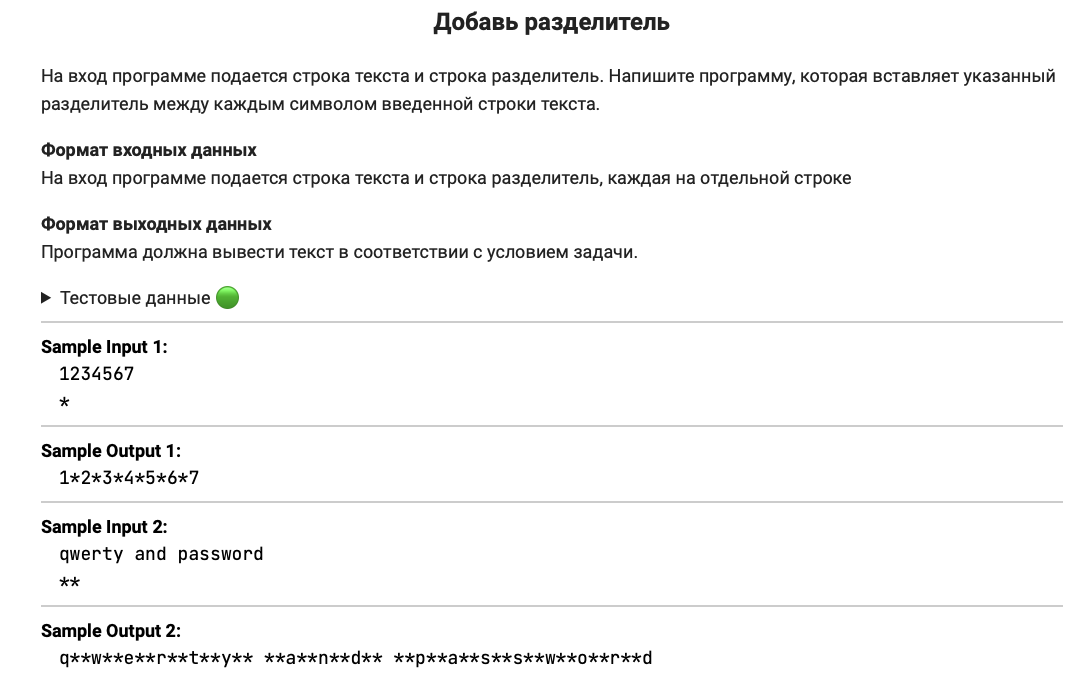 Добавь разделитель
На вход программе подается строка текста и строка разделитель. Напишите программу, которая вставляет указанный
разделитель между каждым символом введенной строки текста.
Формат входных данных
На вход программе подается строка текста и строка разделитель, каждая на отдельной строке
Формат выходных данных
Программа должна вывести текст в соответствии с условием задачи.
Тестовые данные
Sample Input 1:
1234567
*
Sample Output 1:
1*2*3*4*5*6*7
Sample Input 2:
qwerty and password
**
Sample Output 2:
q**w**e**r**t**y** **a**n**d** **p**a**s**s**w**o**r**d